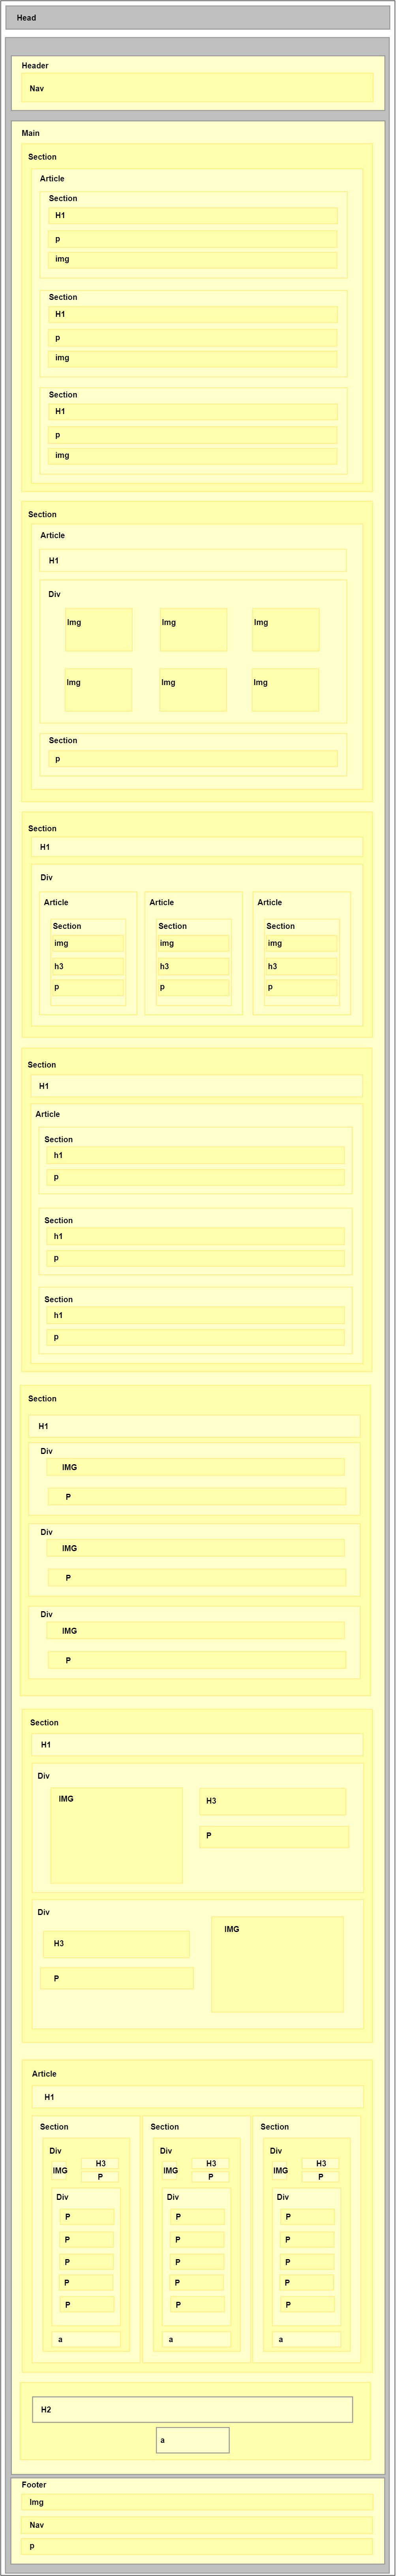 Head
Header
Nav
Main
Section
Article
Section
H1
p
img
Section
H1
p
img
Section
H1
p
img
Section
Article
H1
Div
Img Img Img
Img Img Img
Section
p
Section
H1
Div
Article Article Article
Section Section Section
img img img
h3 h3 h3
p p p
Section
H1
Article
Section
h1
p
Section
h1
p
Section
h1
p
Section
H1
Div
IMG
P
Div
IMG
P
Div
IMG
P
Section
H1
Div
IMG
H3
P
Div
IMG
H3
P
Article
H1
Section Section Section
Div Div Div
H3 H3 H3
IMG IMG IMG
P P P
Div Div Div
P P P
P P P
P P P
P P P
P P P
a a a
H2
a
Footer
Img
Nav
p